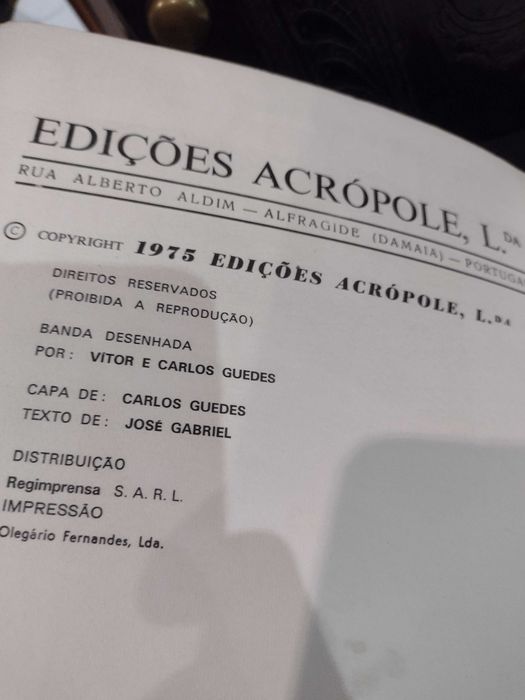 EDIÇÕES ACRÓPOLE, L.DA
RUA ALBERTO ALDIM — ALFRAGIDE (DAMAIA) — PORTUGA
© COPYRIGHT 1975 EDIÇÕES ACRÓPOLE, L.DA
DIREITOS RESERVADOS
(PROIBIDA A REPRODUÇÃO)
BANDA DESENHADA
POR: VITOR E CARLOS GUEDES
CAPA DE: CARLOS GUEDES
TEXTO DE: JOSÉ GABRIEL
DISTRIBUIÇÃO
Regimprensa S. A. R. L.
IMPRESSÃO
Olegário Fernandes, Lda.